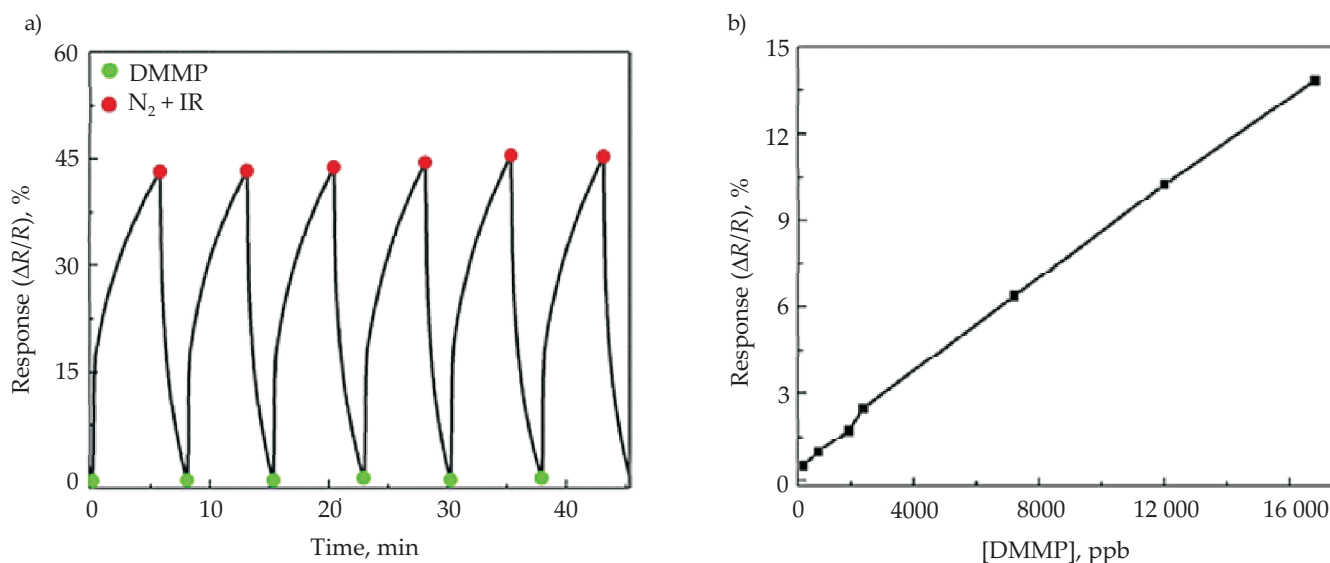 a)
60
45
30
15
0
Response (ΔR/R), %
DMMP
N₂ + IR
0 10 20 30 40
Time, min
b)
15
12
9
6
3
0
Response (ΔR/R), %
0 4000 8000 12 000 16 000
[DMMP], ppb